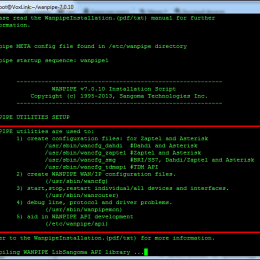 oot@VoxLink:~/wanpipe-7.0.10
ase read the WanpipeInstallation.(pdf/txt) manual for further
ormation.
pipe META config file found in /etc/wanpipe directory
pipe startup sequence: wanpipe1
----------------------------------------------------
WANPIPE v7.0.10 Installation Script
Copyright (c) 1995-2013, Sangoma Technologies Inc.
----------------------------------------------------
PIPE UTILITIES SETUP
PIPE utilities are used to:
1) create configuration files: for Zaptel and Asterisk
/usr/sbin/wancfg_dahdi #Dahdi and Asterisk
/usr/sbin/wancfg_zaptel #Zaptel and Asterisk
/usr/sbin/wancfg_smg #BRI/SS7, Dahdi/Zaptel and Asterisk
/usr/sbin/wancfg_tdmapi #TDM API
2) create WANPIPE WAN/IP configuration files.
(/usr/sbin/wancfg)
3) start,stop,restart individual/all devices and interfaces.
(/usr/sbin/wanrouter)
4) debug line, protocol and driver problems.
(/usr/sbin/wanpipemon)
5) aid in WANPIPE API development
(/etc/wanpipe/api)
er to the WanpipeInstallation.(pdf/txt) for more information.
piling WANPIPE LibSangoma API library ...